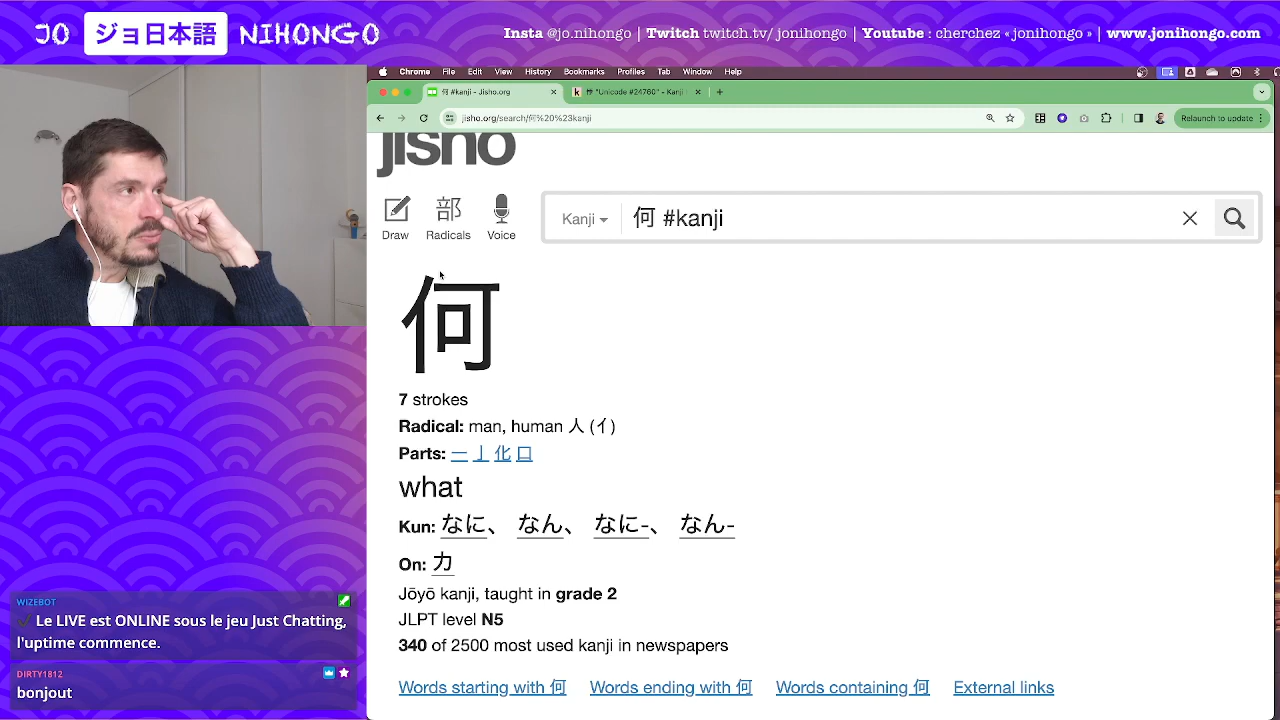 JO ジョ日本語 NIHONGO
Insta @jo.nihongo | Twitch twitch.tv/jonihongo | Youtube : cherchez «jonihongo » | www.jonihongo.com
Chrome File Edit View History Bookmarks Profiles Tab Window Help
何 #kanji - Jisho.org
"Unicode #24760" - Kanji
jisho.org/search/何%20%23kanji
Relaunch to update
jisho
Draw
部
Radicals
Voice
Kanji
何 #kanji
何
7 strokes
Radical: man, human 人 (亻)
Parts: 一 亅 化 口
what
Kun: なに、 なん、 なに-、 なん-
On: カ
Jōyō kanji, taught in grade 2
JLPT level N5
340 of 2500 most used kanji in newspapers
Words starting with 何 Words ending with 何 Words containing 何 External links
WIZEBOT
Le LIVE est ONLINE sous le jeu Just Chatting,
l'uptime commence.
DIRTY1812
bonjout